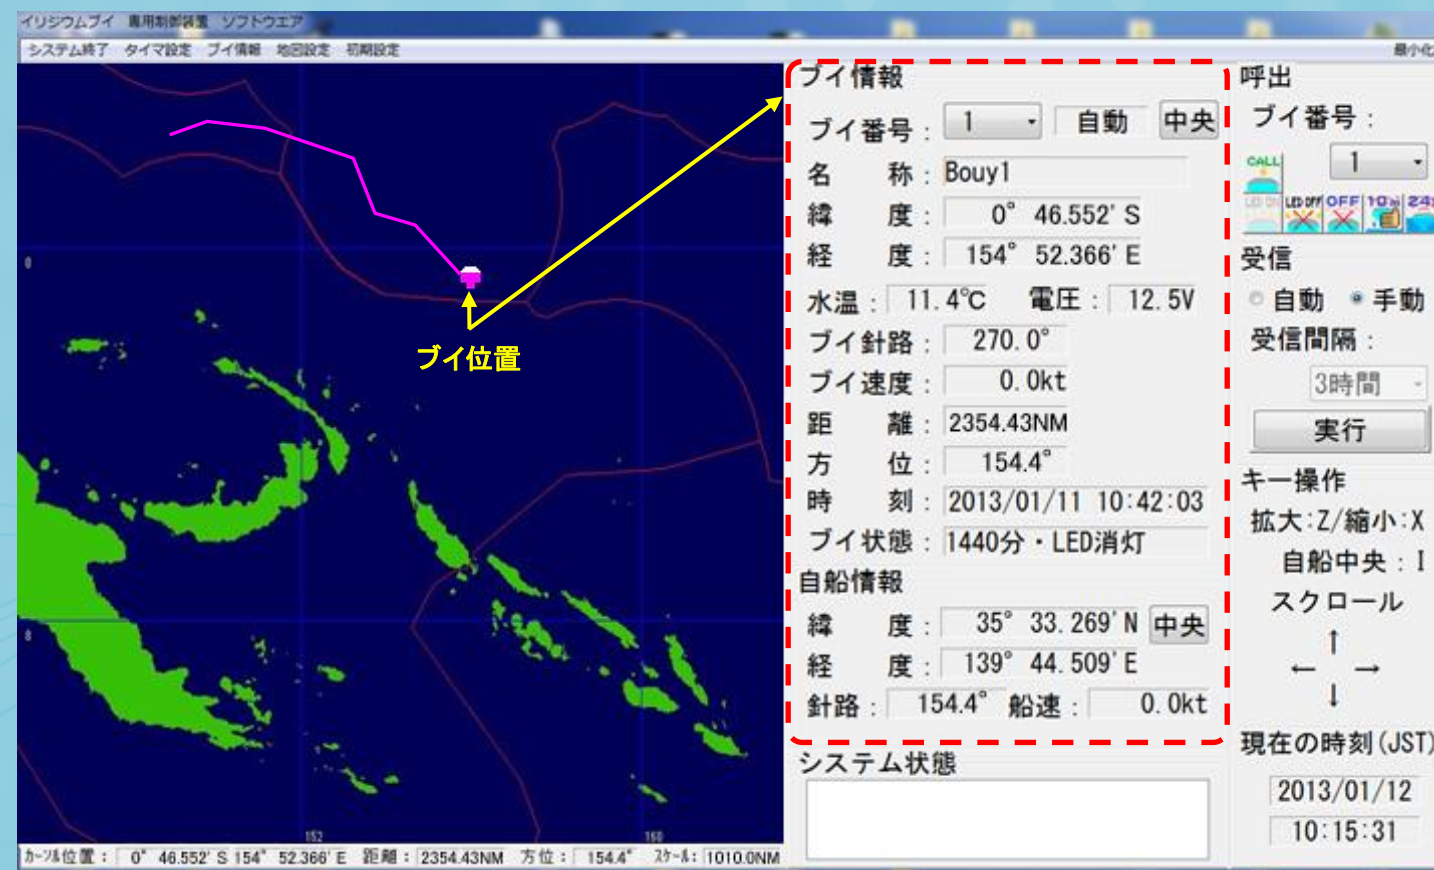 イリジウムブイ 専用制御装置 ソフトウエア
システム終了 タイマ設定 ブイ情報 地図設定 初期設定 最小化
ブイ情報
ブイ番号： 1 自動 中央
名 称： Bouy1
緯 度： 0° 46.552' S
経 度： 154° 52.366' E
水温： 11.4℃ 電圧： 12.5V
ブイ針路： 270.0°
ブイ速度： 0.0kt
距 離： 2354.43NM
方 位： 154.4°
時 刻： 2013/01/11 10:42:03
ブイ状態： 1440分・LED消灯
自船情報
緯 度： 35° 33.269' N 中央
経 度： 139° 44.509' E
針路： 154.4° 船速： 0.0kt
システム状態
呼出
ブイ番号：
CALL 1
LED ON LED OFF OFF 10
受信
自動 手動
受信間隔：
3時間
実行
キー操作
拡大:Z/縮小:X
自船中央：I
スクロール
↑
← →
↓
現在の時刻(JST)
2013/01/12
10:15:31
0
ブイ位置
8
152 160
カーソル位置： 0° 46.552' S 154° 52.366' E 距離： 2354.43NM 方位： 154.4° スケール： 1010.0NM